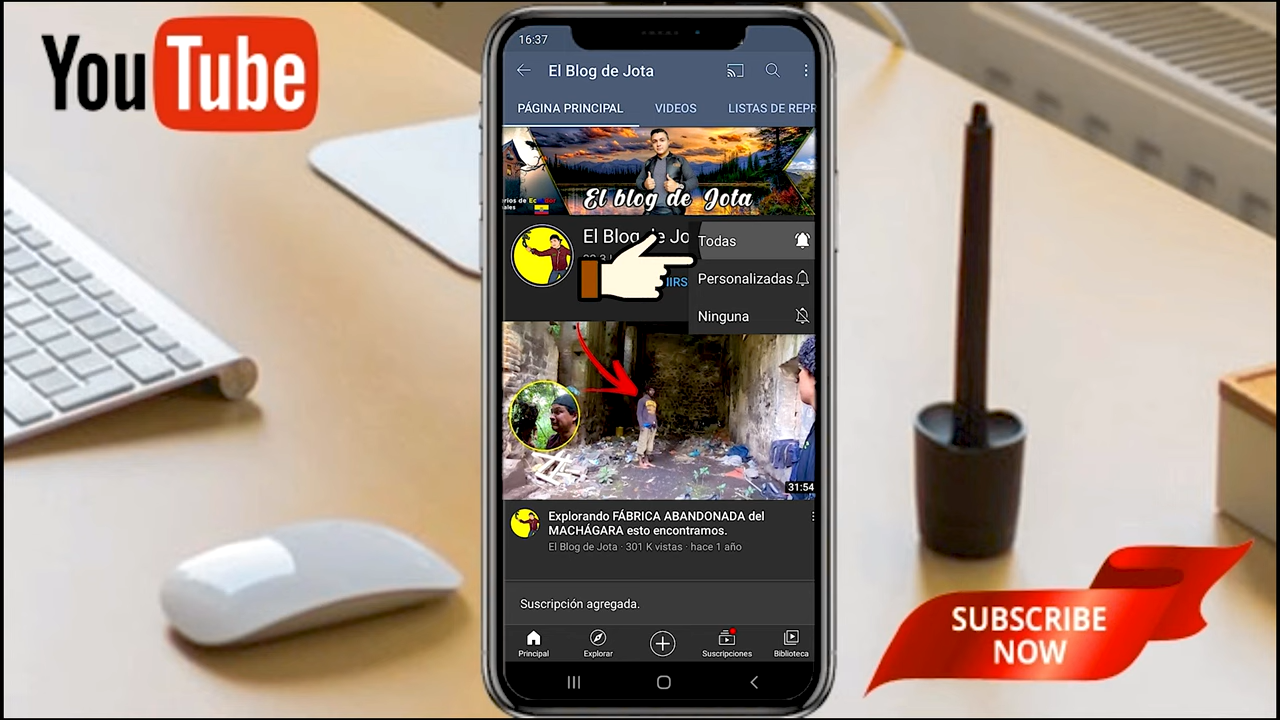 YouTube
16:37
El Blog de Jota
PÁGINA PRINCIPAL VIDEOS LISTAS DE REPR
El blog de Jota
El Blog de Jo
Todas
Personalizadas
Ninguna
31:54
Explorando FÁBRICA ABANDONADA del
MACHÁGARA esto encontramos.
El Blog de Jota · 301 K vistas · hace 1 año
Suscripción agregada.
Principal Explorar Suscripciones Biblioteca
SUBSCRIBE
NOW